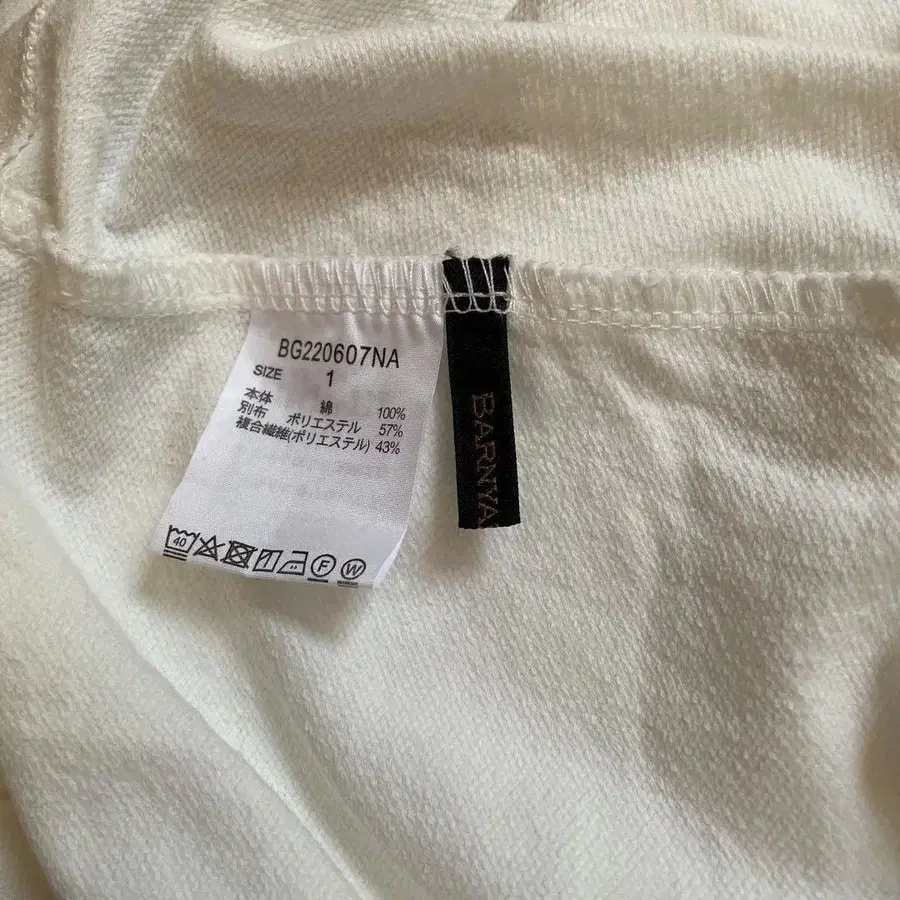 BG220607NA
SIZE 1
本体 綿 100%
別布 ポリエステル 57%
複合繊維(ポリエステル) 43%
40
F
W
BARNYA